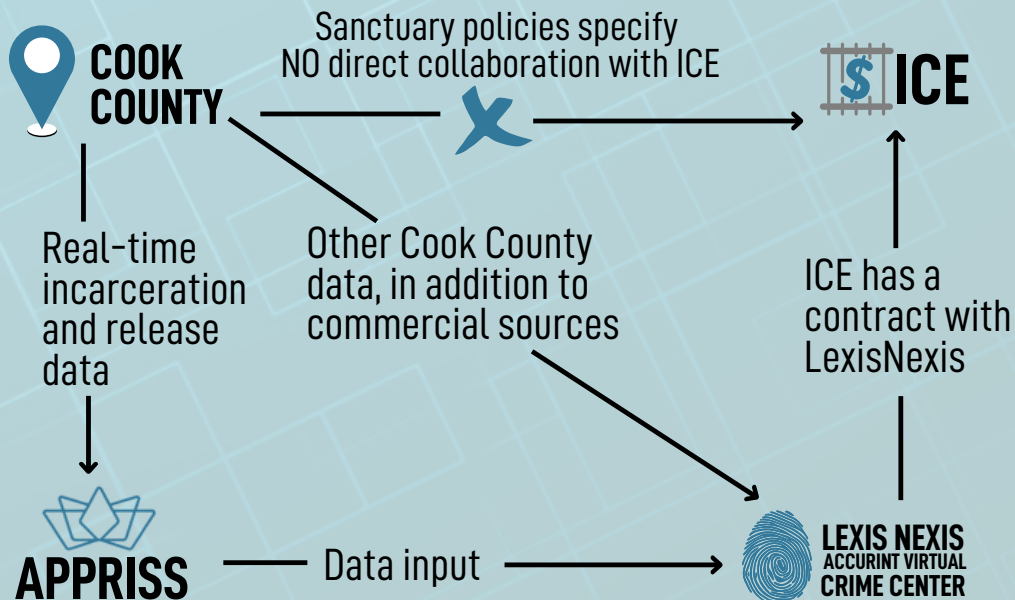 Sanctuary policies specify
NO direct collaboration with ICE
COOK
COUNTY
$ ICE
Real-time
incarceration
and release
data
Other Cook County
data, in addition to
commercial sources
ICE has a
contract with
LexisNexis
APPRISS
Data input
LEXIS NEXIS
ACCURINT VIRTUAL
CRIME CENTER